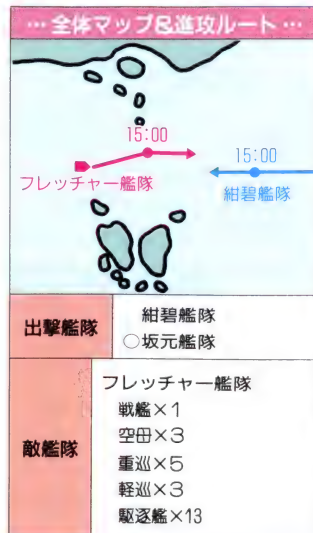 … 全体マップ&進攻ルート …
15:00
フレッチャー艦隊
15:00
紺碧艦隊
出撃艦隊
紺碧艦隊
○坂元艦隊
敵艦隊
フレッチャー艦隊
戦艦×1
空母×3
重巡×5
軽巡×3
駆逐艦×13